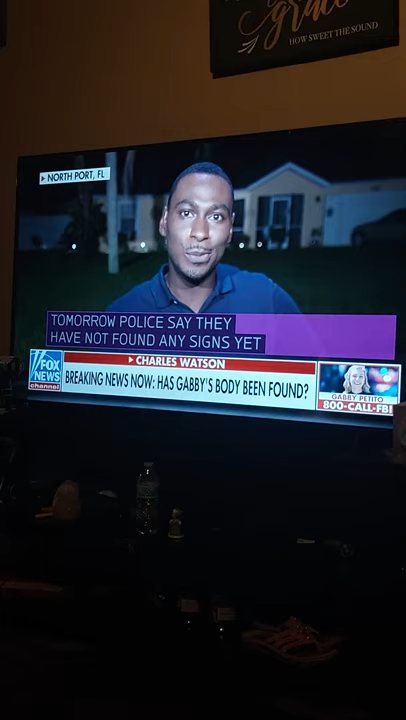 grace
HOW SWEET THE SOUND
NORTH PORT, FL
TOMORROW POLICE SAY THEY
HAVE NOT FOUND ANY SIGNS YET
CHARLES WATSON
FOX
NEWS
channel
BREAKING NEWS NOW: HAS GABBY'S BODY BEEN FOUND?
GABBY PETITO
800-CALL-FBI